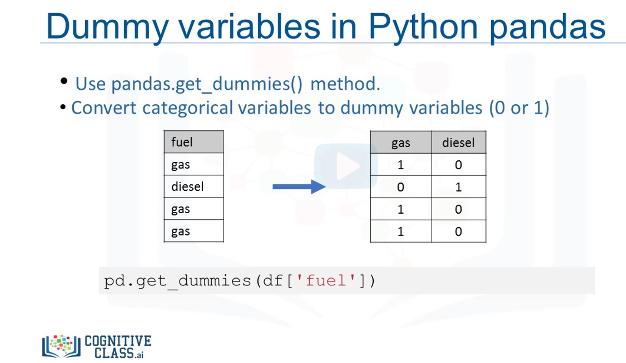 Dummy variables in Python pandas
• Use pandas.get_dummies() method.
• Convert categorical variables to dummy variables (0 or 1)
fuel
gas
diesel
gas
gas
gas diesel
1 0
0 1
1 0
1 0
pd.get_dummies(df['fuel'])
COGNITIVE
CLASS.ai